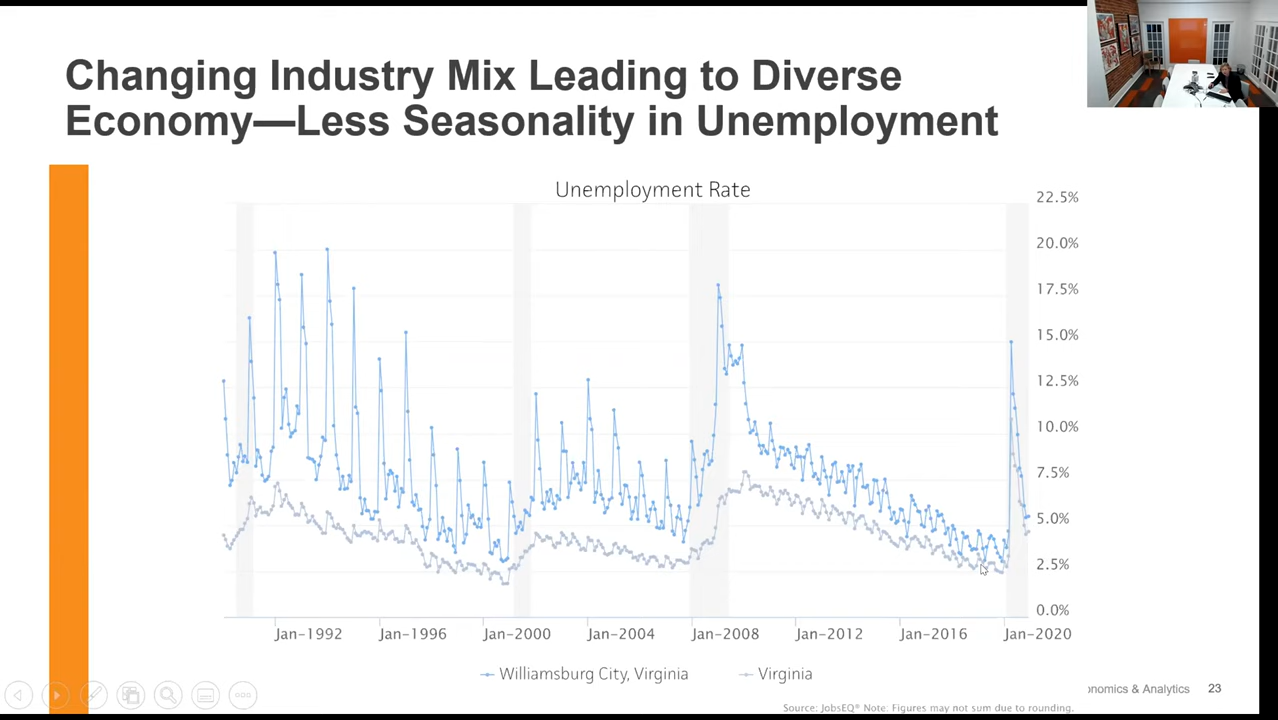 Changing Industry Mix Leading to Diverse
Economy—Less Seasonality in Unemployment
Unemployment Rate
22.5%
20.0%
17.5%
15.0%
12.5%
10.0%
7.5%
5.0%
2.5%
0.0%
Jan-1992 Jan-1996 Jan-2000 Jan-2004 Jan-2008 Jan-2012 Jan-2016 Jan-2020
Williamsburg City, Virginia Virginia
onomics & Analytics 23
Source: JobsEQ® Note: Figures may not sum due to rounding.